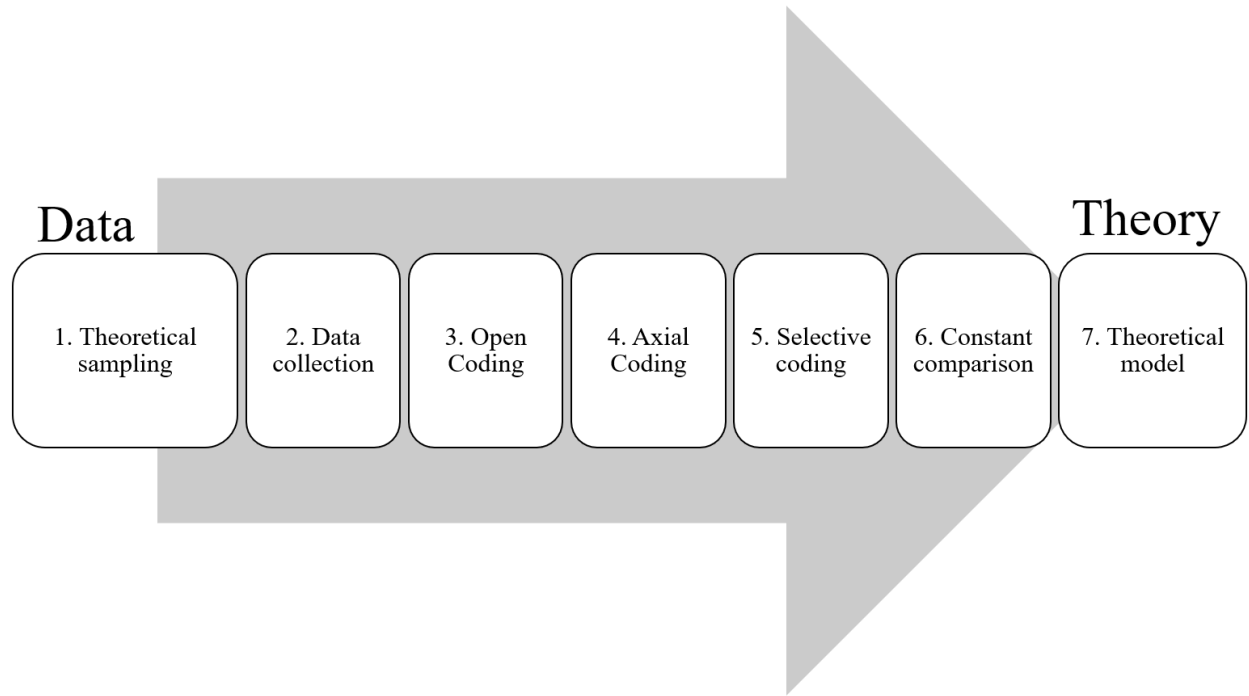 Data
Theory
1. Theoretical
sampling
2. Data
collection
3. Open
Coding
4. Axial
Coding
5. Selective
coding
6. Constant
comparison
7. Theoretical
model